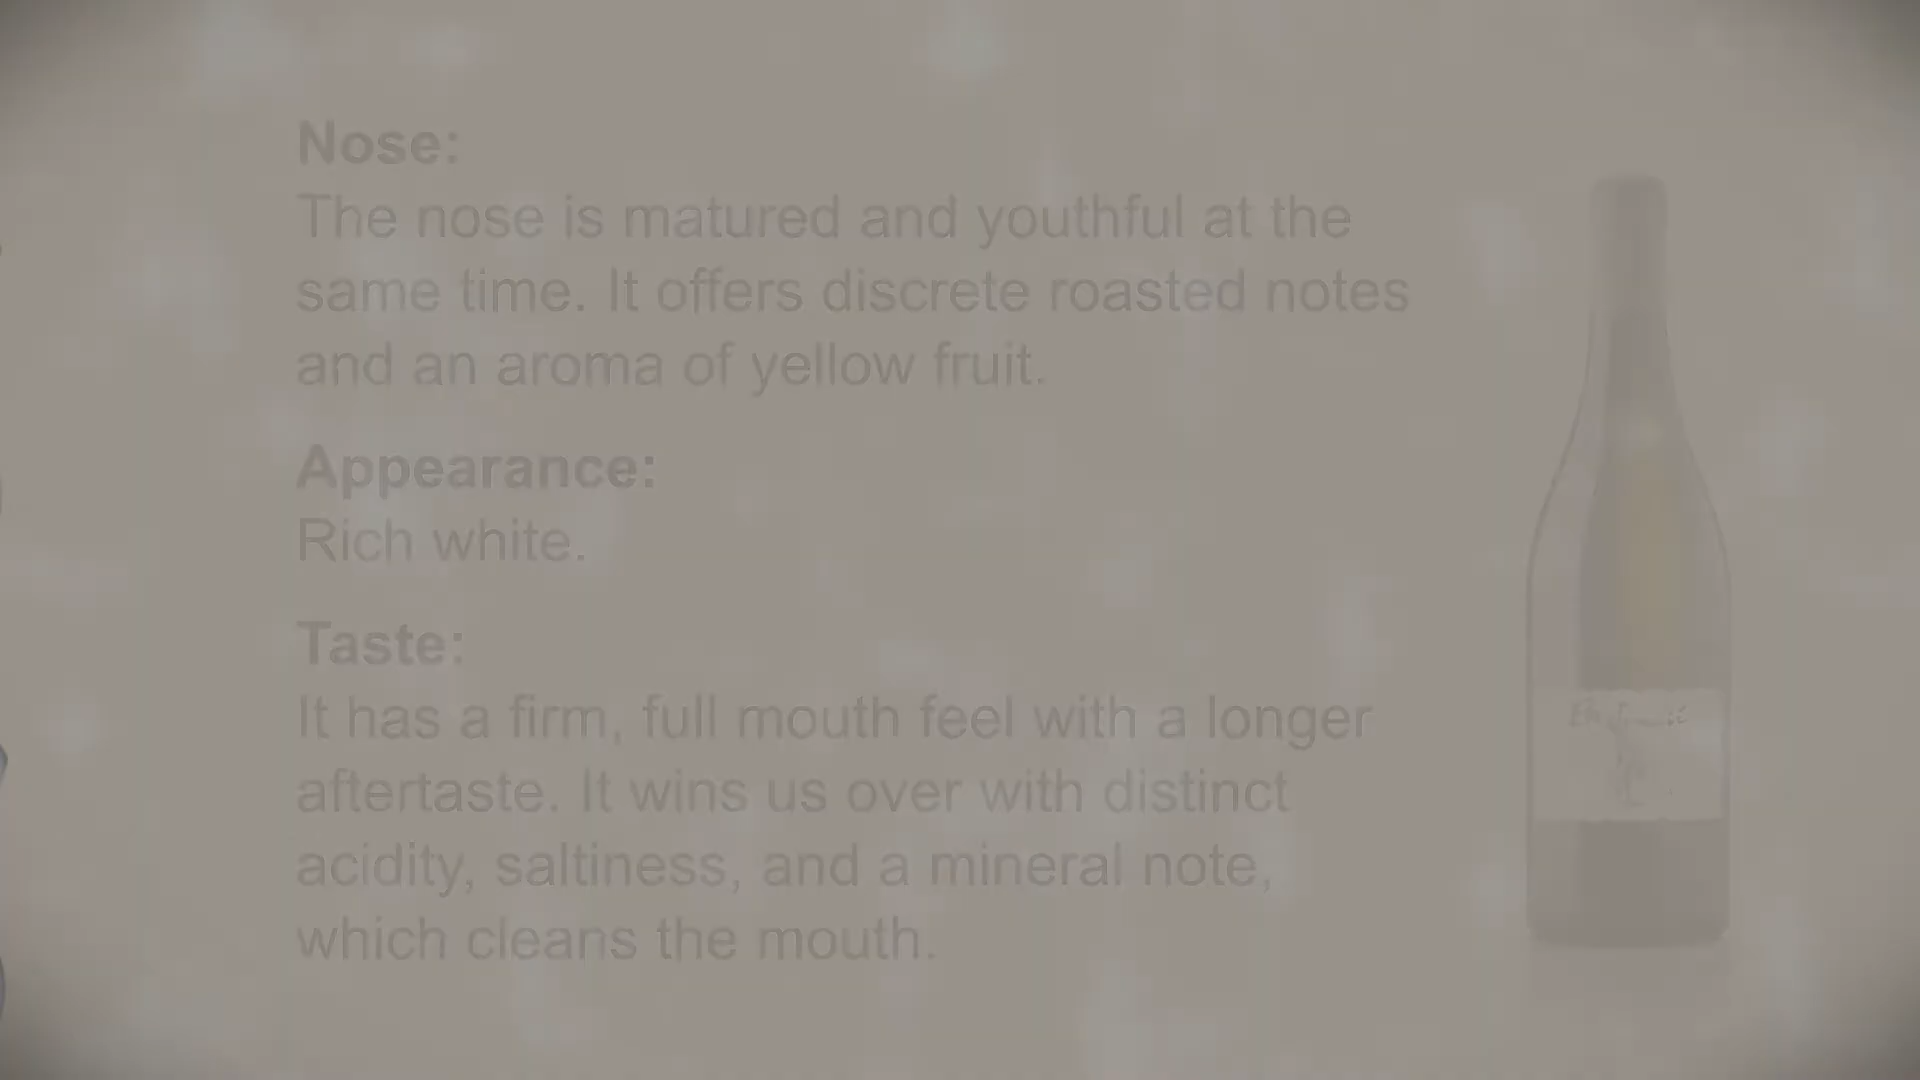 Nose:
The nose is matured and youthful at the
same time. It offers discrete roasted notes
and an aroma of yellow fruit.
Appearance:
Rich white.
Taste:
It has a firm, full mouth feel with a longer
aftertaste. It wins us over with distinct
acidity, saltiness, and a mineral note,
which cleans the mouth.